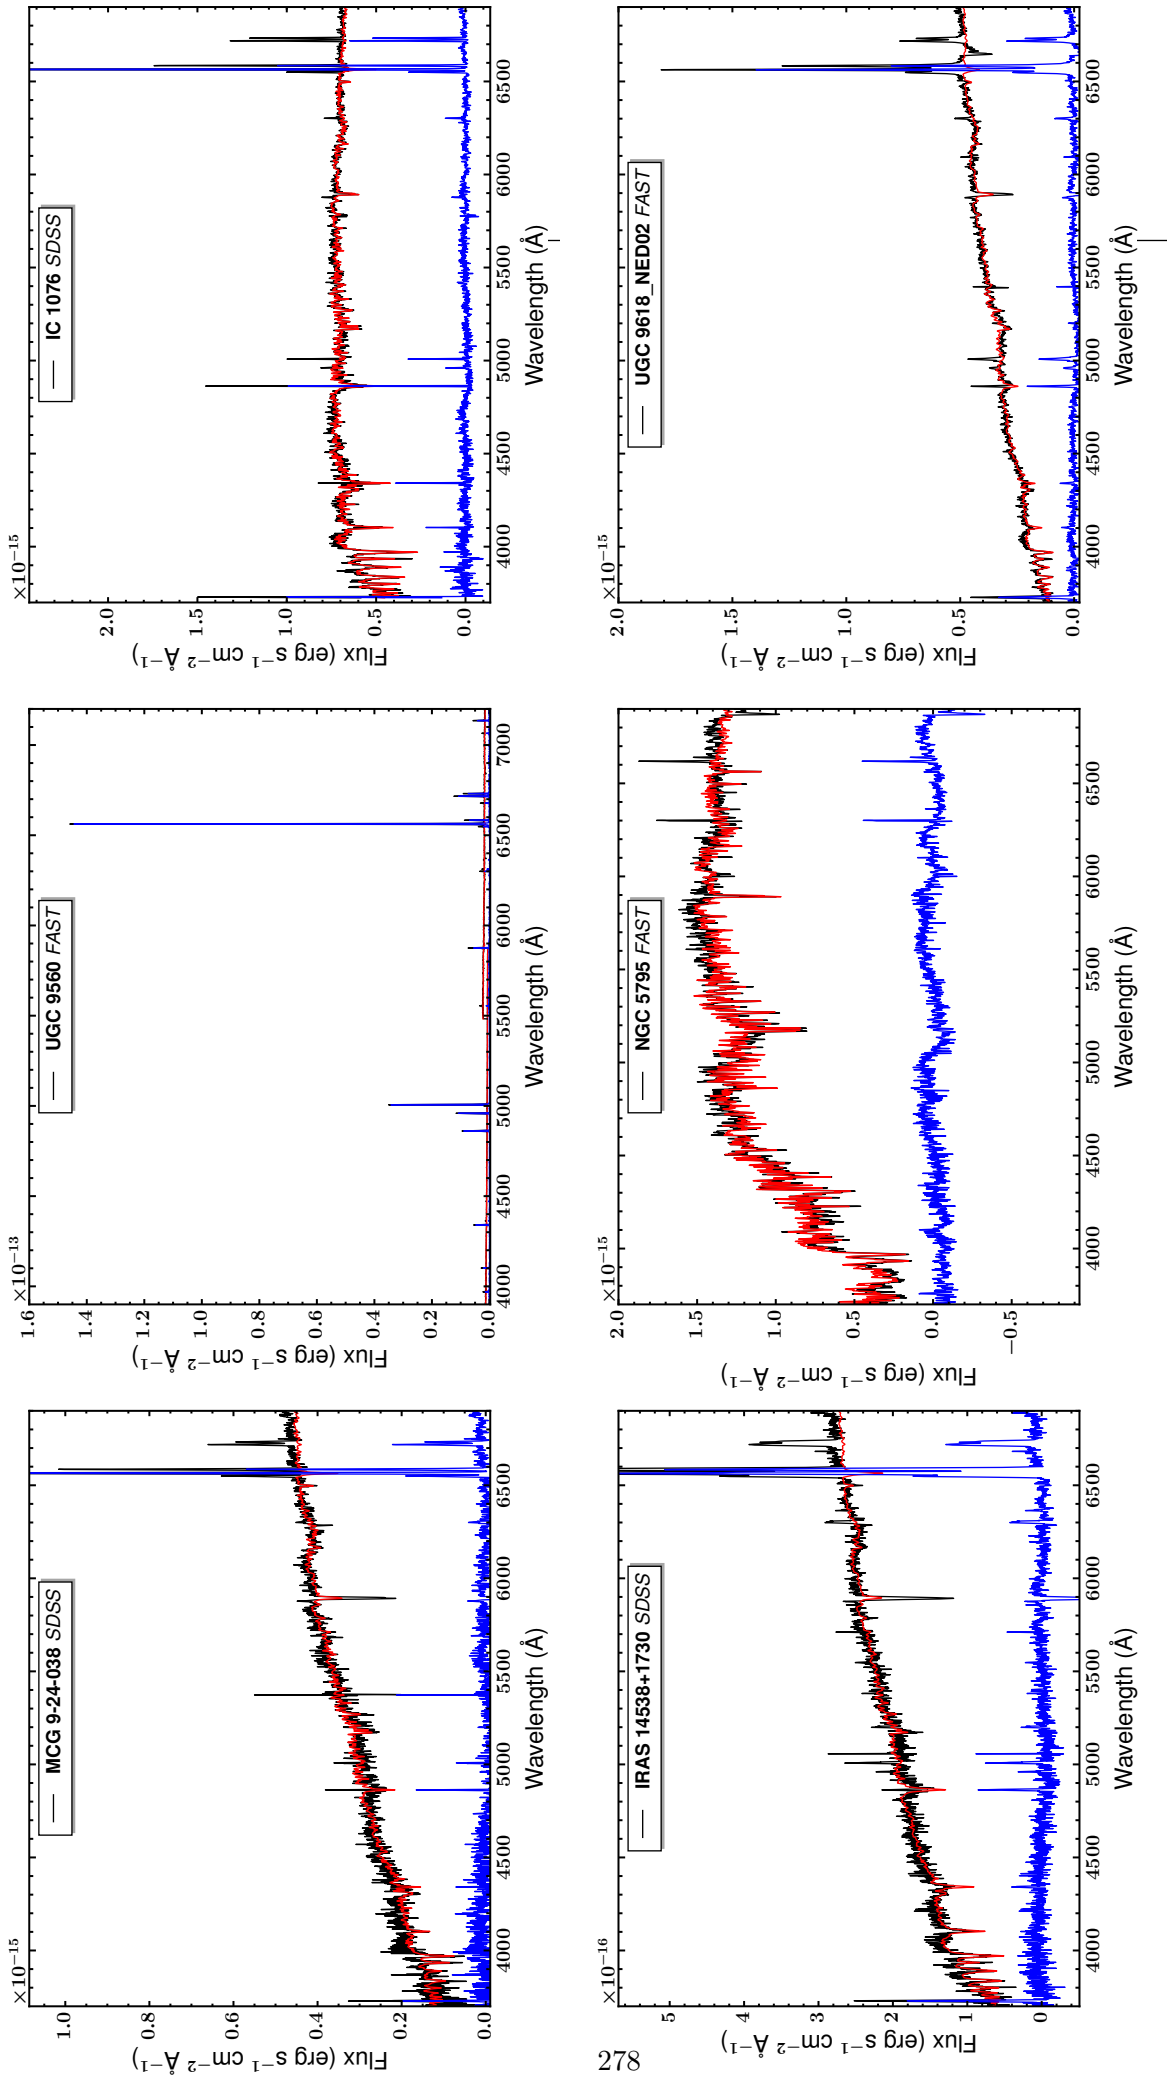 ×10⁻¹⁵
MCG 9-24-038 SDSS
1.0
0.8
0.6
0.4
0.2
0.0
Flux (erg s⁻¹ cm⁻² Å⁻¹)
4000 4500 5000 5500 6000 6500
Wavelength (Å)
×10⁻¹³
UGC 9560 FAST
1.6
1.4
1.2
1.0
0.8
0.6
0.4
0.2
0.0
Flux (erg s⁻¹ cm⁻² Å⁻¹)
4000 4500 5000 5500 6000 6500 7000
Wavelength (Å)
×10⁻¹⁵
IC 1076 SDSS
2.0
1.5
1.0
0.5
0.0
Flux (erg s⁻¹ cm⁻² Å⁻¹)
4000 4500 5000 5500 6000 6500
Wavelength (Å)
×10⁻¹⁶
IRAS 14538+1730 SDSS
5
4
3
2
1
0
Flux (erg s⁻¹ cm⁻² Å⁻¹)
4000 4500 5000 5500 6000 6500
Wavelength (Å)
×10⁻¹⁵
NGC 5795 FAST
2.0
1.5
1.0
0.5
0.0
−0.5
Flux (erg s⁻¹ cm⁻² Å⁻¹)
4000 4500 5000 5500 6000 6500
Wavelength (Å)
×10⁻¹⁵
UGC 9618_NED02 FAST
2.0
1.5
1.0
0.5
0.0
Flux (erg s⁻¹ cm⁻² Å⁻¹)
4000 4500 5000 5500 6000 6500
Wavelength (Å)
278